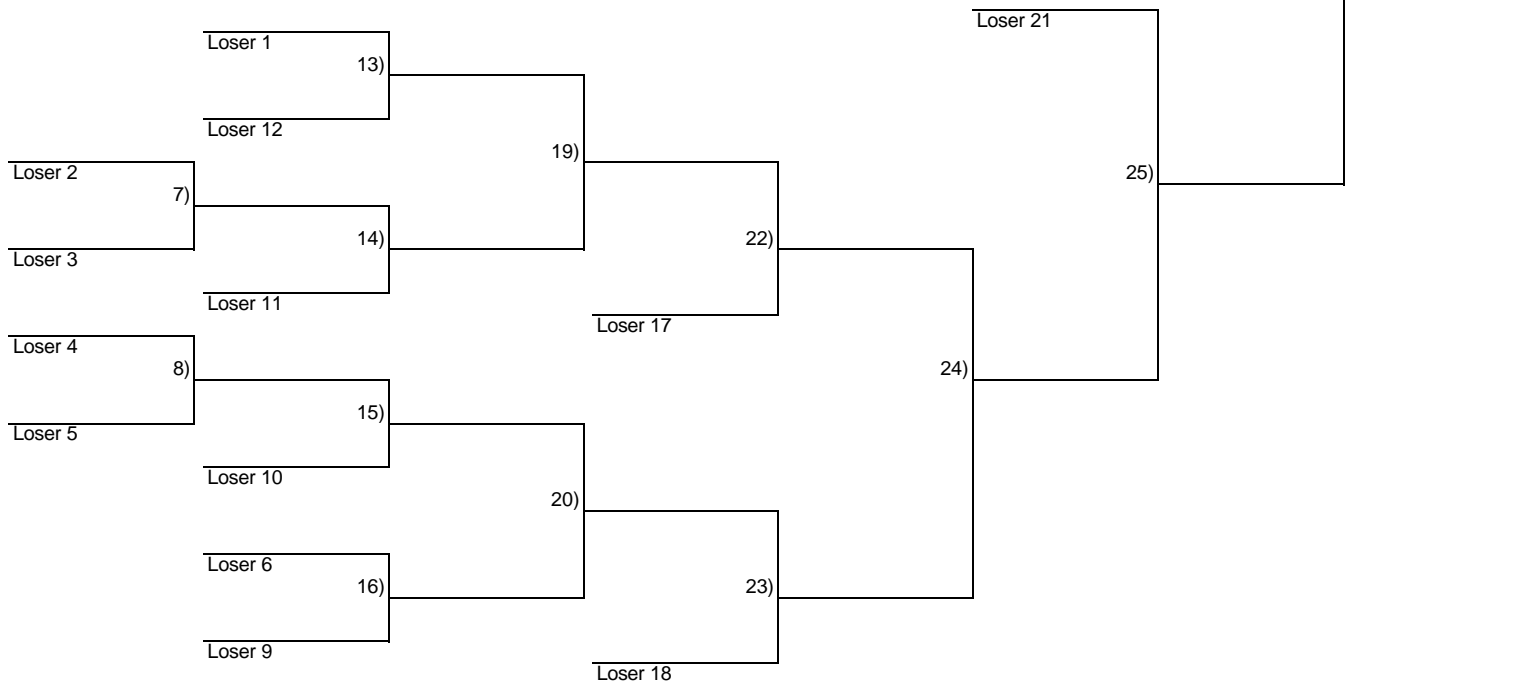 Loser 21
Loser 1
13)
Loser 12
19)
Loser 2
25)
7)
14)
22)
Loser 3
Loser 11
Loser 17
Loser 4
8)
24)
15)
Loser 5
Loser 10
20)
Loser 6
16)
23)
Loser 9
Loser 18